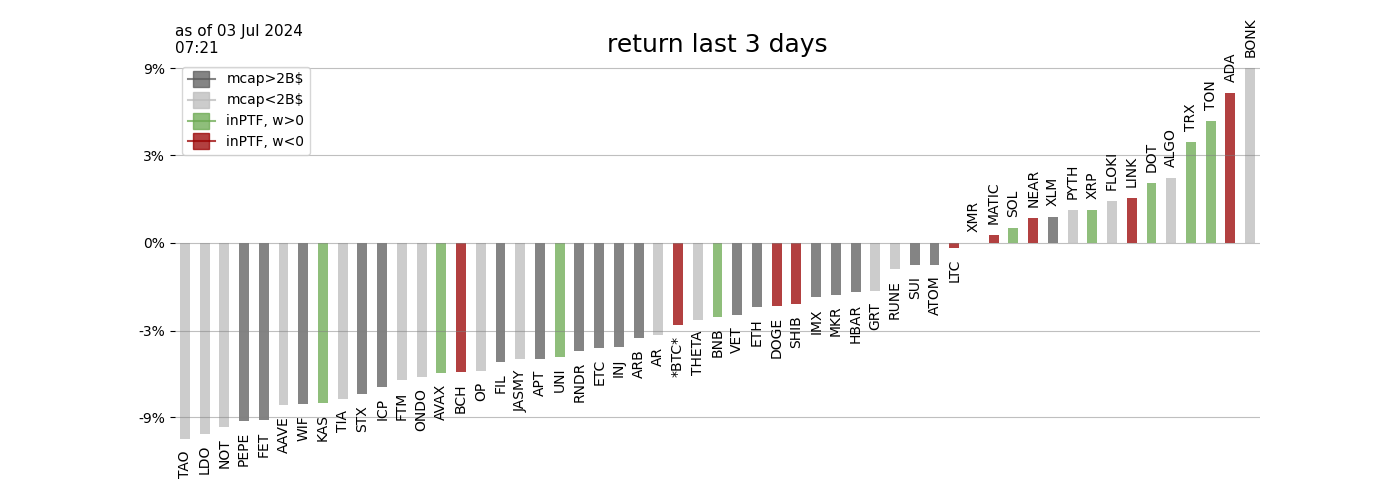 as of 03 Jul 2024
07:21
return last 3 days
mcap>2B$
mcap<2B$
inPTF, w>0
inPTF, w<0
9%
3%
0%
-3%
-9%
TAO
LDO
NOT
PEPE
FET
AAVE
WIF
KAS
TIA
STX
ICP
FTM
ONDO
AVAX
BCH
OP
FIL
JASMY
APT
UNI
RNDR
ETC
INJ
ARB
AR
*BTC*
THETA
BNB
VET
ETH
DOGE
SHIB
IMX
MKR
HBAR
GRT
RUNE
SUI
ATOM
LTC
XMR
MATIC
SOL
NEAR
XLM
PYTH
XRP
FLOKI
LINK
DOT
ALGO
TRX
TON
ADA
BONK